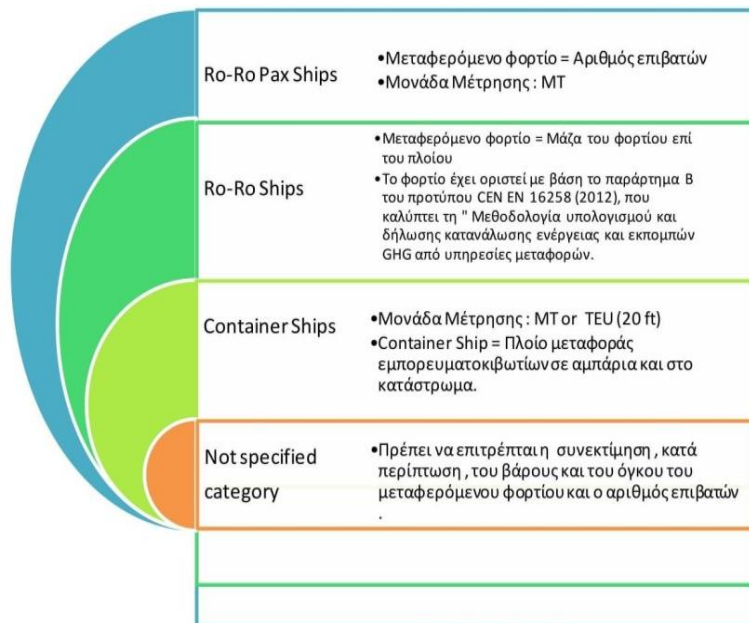 Ro-Ro Pax Ships
•Μεταφερόμενο φορτίο = Αριθμός επιβατών
•Μονάδα Μέτρησης : MT
Ro-Ro Ships
•Μεταφερόμενο φορτίο = Μάζα του φορτίου επί
του πλοίου
•Το φορτίο έχει οριστεί με βάση το παράρτημα Β
του προτύπου CEN EN 16258 (2012), που
καλύπτει τη " Μεθοδολογία υπολογισμού και
δήλωσης κατανάλωσης ενέργειας και εκπομπών
GHG από υπηρεσίες μεταφορών.
Container Ships
•Μονάδα Μέτρησης : MT or TEU (20 ft)
•Container Ship = Πλοίο μεταφοράς
εμπορευματοκιβωτίων σε αμπάρια και στο
κατάστρωμα.
Not specified
category
•Πρέπει να επιτρέπται η συνεκτίμηση , κατά
περίπτωση , του βάρους και του όγκου του
μεταφερόμενου φορτίου και ο αριθμός επιβατών
.